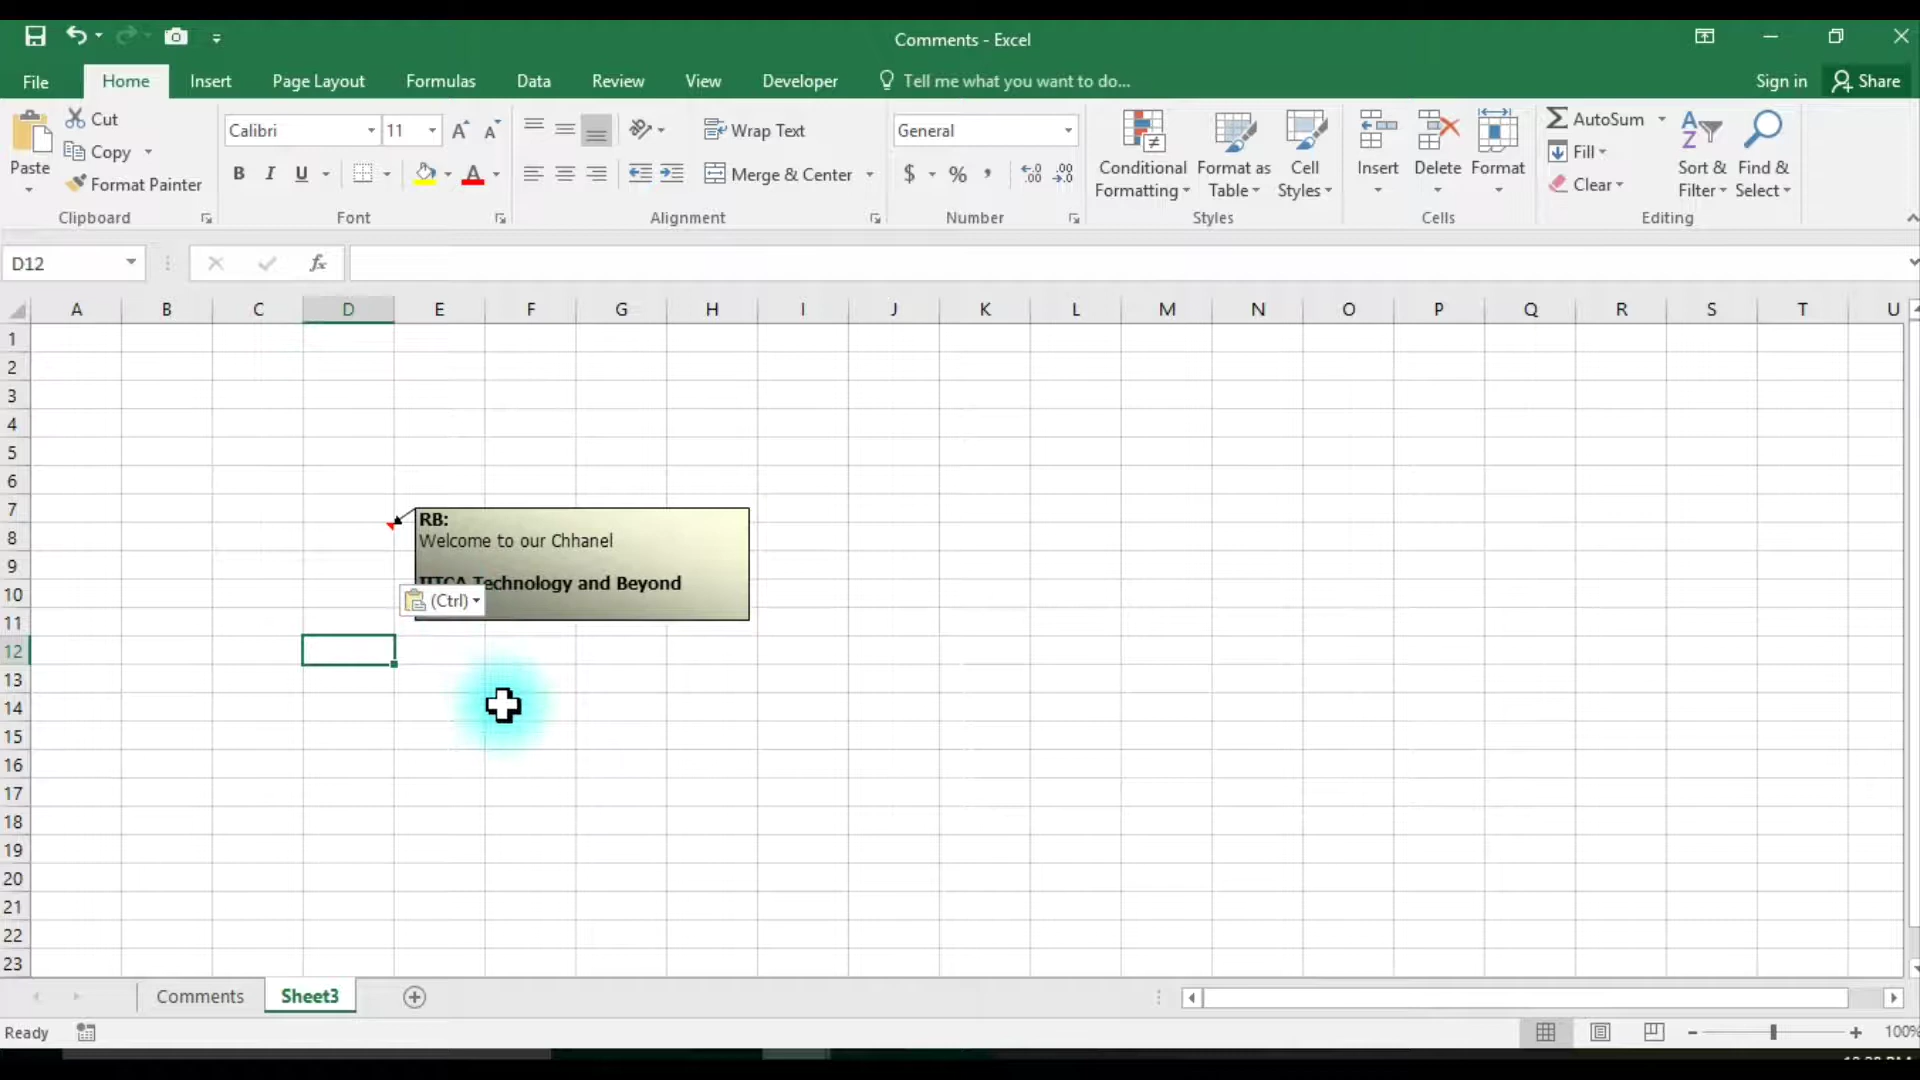 Comments - Excel
File Home Insert Page Layout Formulas Data Review View Developer Tell me what you want to do... Sign in Share
Paste Cut Copy Format Painter Clipboard
Calibri 11 B I U A Font
Wrap Text Merge & Center Alignment
General $ % Number
Conditional Formatting Format as Table Cell Styles Styles
Insert Delete Format Cells
AutoSum Fill Clear Sort & Filter Find & Select Editing
D12 fx
A B C D E F G H I J K L M N O P Q R S T U
1
2
3
4
5
6
7
8
9
10
11
12
13
14
15
16
17
18
19
20
21
22
23
RB:
Welcome to our Chhanel
Technology and Beyond
(Ctrl)
Comments Sheet3
Ready 100%